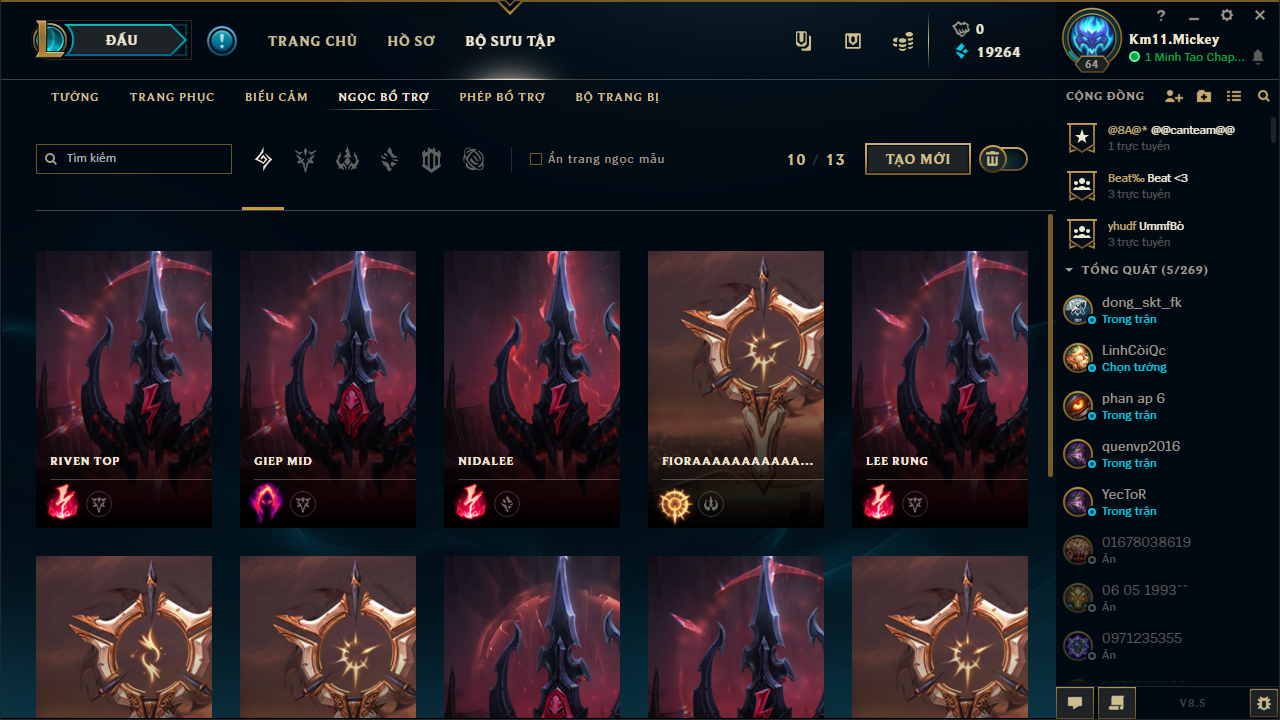 ĐẤU
TRANG CHỦ
HỒ SƠ
BỘ SƯU TẬP
0
19264
64
Km11.Mickey
1 Minh Tao Chap...
TƯỚNG
TRANG PHỤC
BIỂU CẢM
NGỌC BỔ TRỢ
PHÉP BỔ TRỢ
BỘ TRANG BỊ
Tìm kiếm
Ẩn trang ngọc mẫu
10 / 13
TẠO MỚI
RIVEN TOP
GIEP MID
NIDALEE
FIORAAAAAAAAAAA...
LEE RUNG
CỘNG ĐỒNG
@8A@* @@canteam@@
1 trực tuyến
Beat‰ Beat <3
3 trực tuyến
yhudf UmmfBò
3 trực tuyến
TỔNG QUÁT (5/269)
dong_skt_fk
Trong trận
LinhCòiQc
Chọn tướng
phan ap 6
Trong trận
quenvp2016
Trong trận
YecToR
Trong trận
01678038619
Ẩn
06 05 1993ˆˆ
Ẩn
0971235355
Ẩn
V8.5